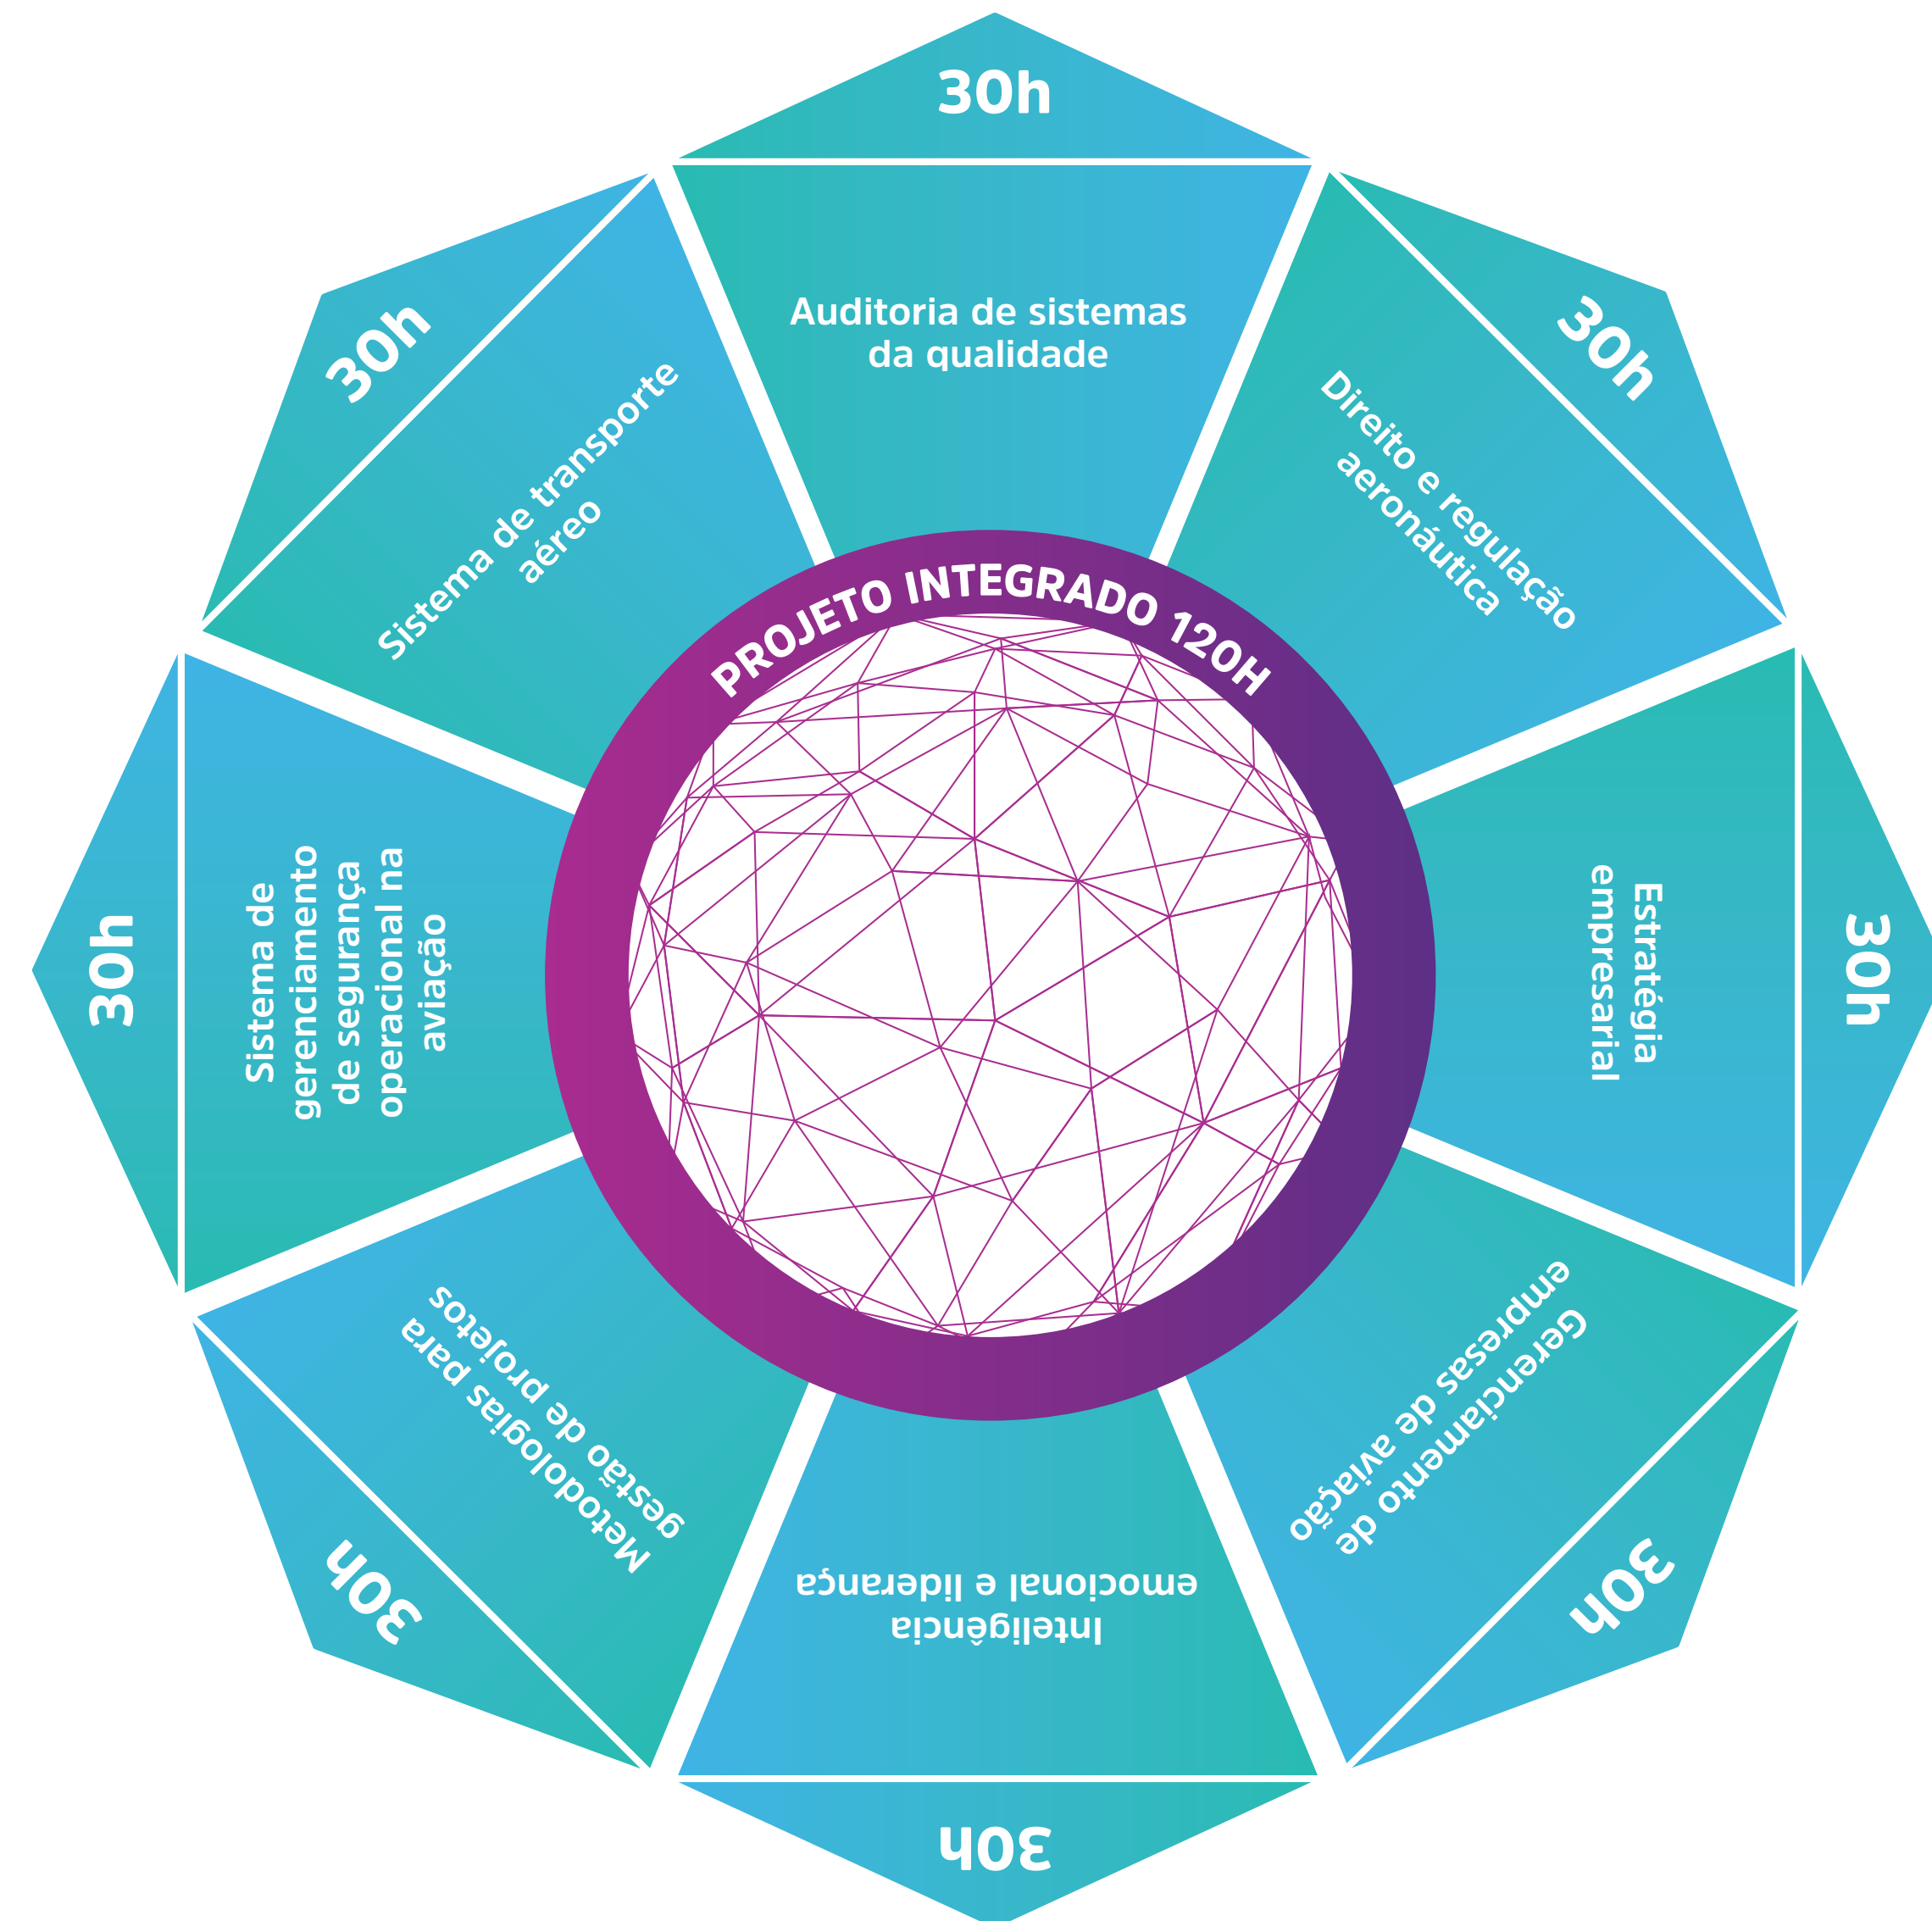 30h
Auditoria de sistemas
da qualidade
30h
Direito e regulação
aeronáutica
30h
Estratégia
empresarial
30h
Gerenciamento de
empresas de aviação
30h
Inteligência
emocional e liderança
30h
Metodologias para
gestão de projetos
30h
Sistema de
gerenciamento
de segurança
operacional na
aviação
30h
Sistema de transporte
aéreo
PROJETO INTEGRADO 120H